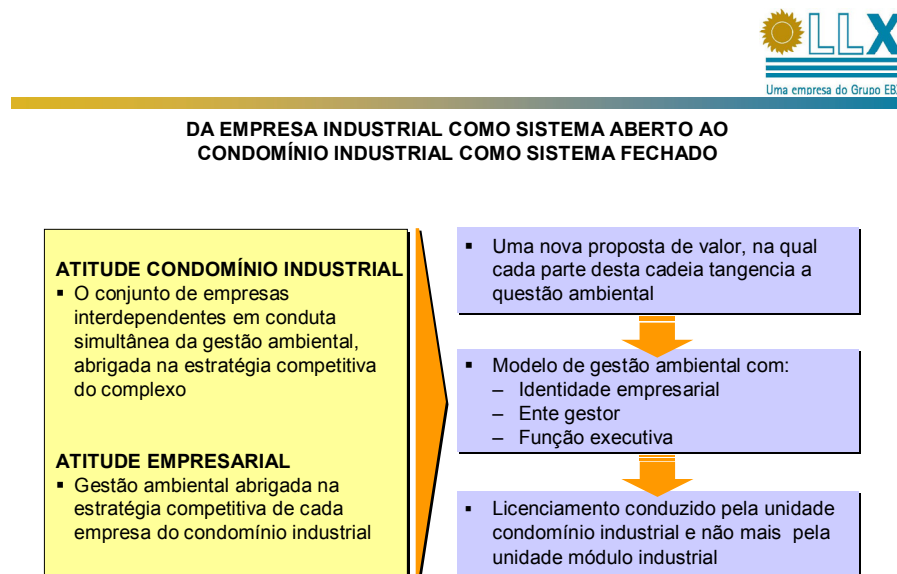 LLX
Uma empresa do Grupo EBX
DA EMPRESA INDUSTRIAL COMO SISTEMA ABERTO AO
CONDOMÍNIO INDUSTRIAL COMO SISTEMA FECHADO
ATITUDE CONDOMÍNIO INDUSTRIAL
▪ O conjunto de empresas
interdependentes em conduta
simultânea da gestão ambiental,
abrigada na estratégia competitiva
do complexo
ATITUDE EMPRESARIAL
▪ Gestão ambiental abrigada na
estratégia competitiva de cada
empresa do condomínio industrial
▪ Uma nova proposta de valor, na qual
cada parte desta cadeia tangencia a
questão ambiental
▪ Modelo de gestão ambiental com:
– Identidade empresarial
– Ente gestor
– Função executiva
▪ Licenciamento conduzido pela unidade
condomínio industrial e não mais pela
unidade módulo industrial